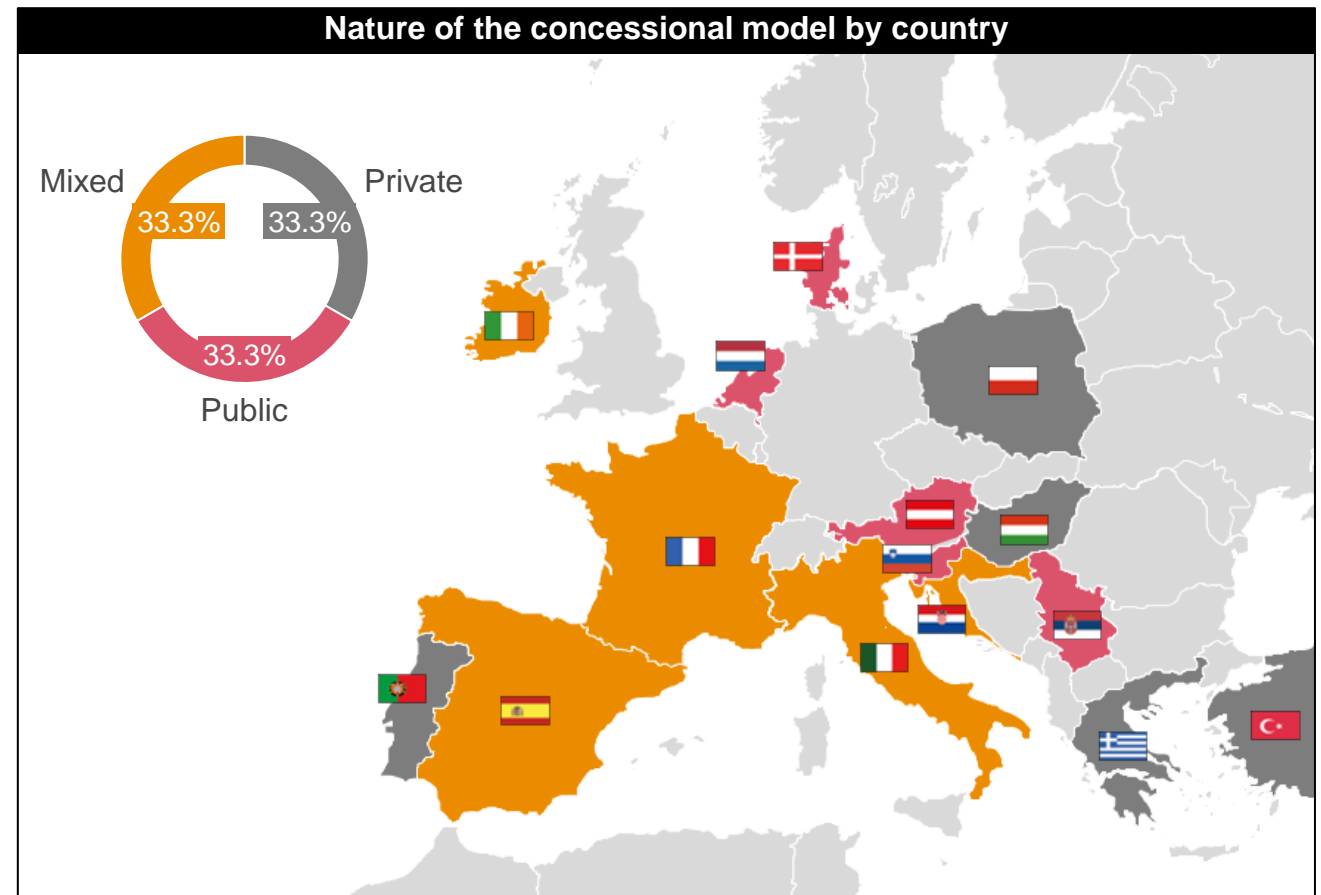 Nature of the concessional model by country
Mixed
Private
33.3%
33.3%
33.3%
Public